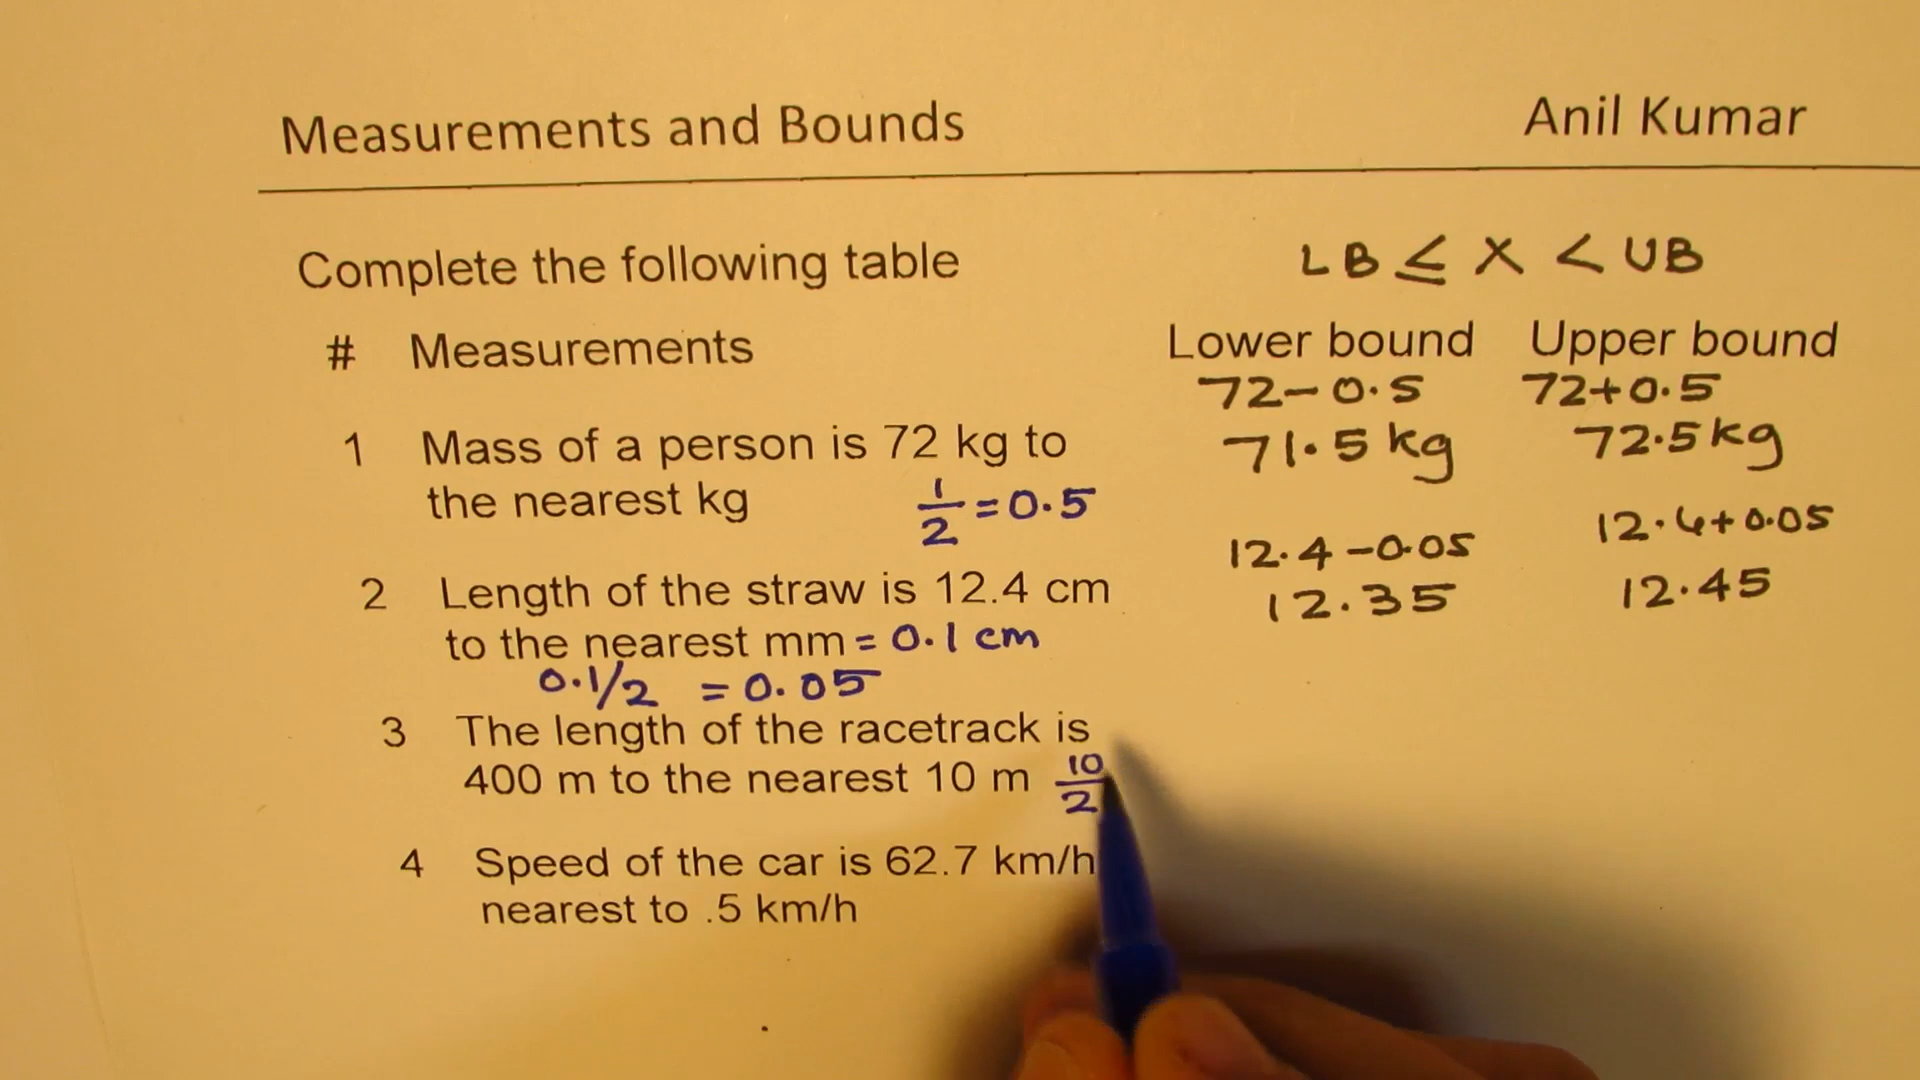 Measurements and Bounds
Anil Kumar
Complete the following table
LB ≤ X < UB
# Measurements
Lower bound
Upper bound
72-0.5
72+0.5
1 Mass of a person is 72 kg to
71.5 kg
72.5 kg
the nearest kg
1/2 = 0.5
12.4-0.05
12.4+0.05
2 Length of the straw is 12.4 cm
12.35
12.45
to the nearest mm = 0.1 cm
0.1/2 = 0.05
3 The length of the racetrack is
400 m to the nearest 10 m 10/2
4 Speed of the car is 62.7 km/h
nearest to .5 km/h